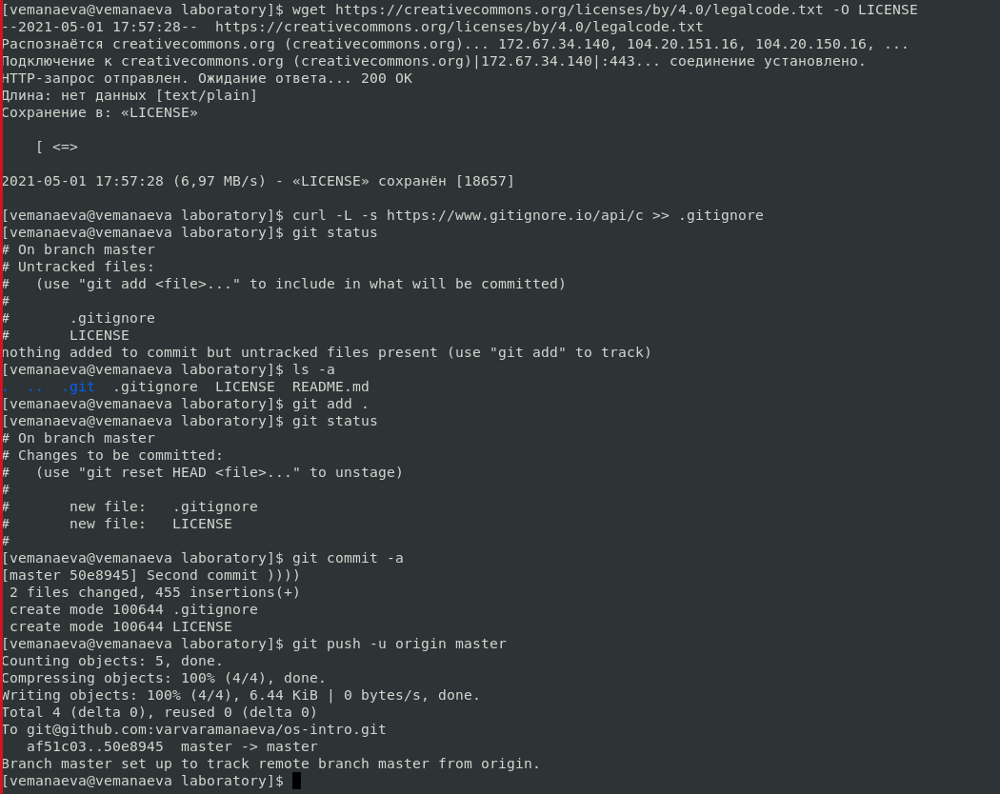 [vemanaeva@vemanaeva laboratory]$ wget https://creativecommons.org/licenses/by/4.0/legalcode.txt -O LICENSE
--2021-05-01 17:57:28--  https://creativecommons.org/licenses/by/4.0/legalcode.txt
Распознаётся creativecommons.org (creativecommons.org)... 172.67.34.140, 104.20.151.16, 104.20.150.16, ...
Подключение к creativecommons.org (creativecommons.org)|172.67.34.140|:443... соединение установлено.
HTTP-запрос отправлен. Ожидание ответа... 200 OK
Длина: нет данных [text/plain]
Сохранение в: «LICENSE»
    [ <=>
2021-05-01 17:57:28 (6,97 MB/s) - «LICENSE» сохранён [18657]
[vemanaeva@vemanaeva laboratory]$ curl -L -s https://www.gitignore.io/api/c >> .gitignore
[vemanaeva@vemanaeva laboratory]$ git status
# On branch master
# Untracked files:
#   (use "git add <file>..." to include in what will be committed)
#
#       .gitignore
#       LICENSE
nothing added to commit but untracked files present (use "git add" to track)
[vemanaeva@vemanaeva laboratory]$ ls -a
.  ..  .git  .gitignore  LICENSE  README.md
[vemanaeva@vemanaeva laboratory]$ git add .
[vemanaeva@vemanaeva laboratory]$ git status
# On branch master
# Changes to be committed:
#   (use "git reset HEAD <file>..." to unstage)
#
#       new file:   .gitignore
#       new file:   LICENSE
#
[vemanaeva@vemanaeva laboratory]$ git commit -a
[master 50e8945] Second commit ))))
 2 files changed, 455 insertions(+)
 create mode 100644 .gitignore
 create mode 100644 LICENSE
[vemanaeva@vemanaeva laboratory]$ git push -u origin master
Counting objects: 5, done.
Compressing objects: 100% (4/4), done.
Writing objects: 100% (4/4), 6.44 KiB | 0 bytes/s, done.
Total 4 (delta 0), reused 0 (delta 0)
To git@github.com:varvaramanaeva/os-intro.git
   af51c03..50e8945  master -> master
Branch master set up to track remote branch master from origin.
[vemanaeva@vemanaeva laboratory]$